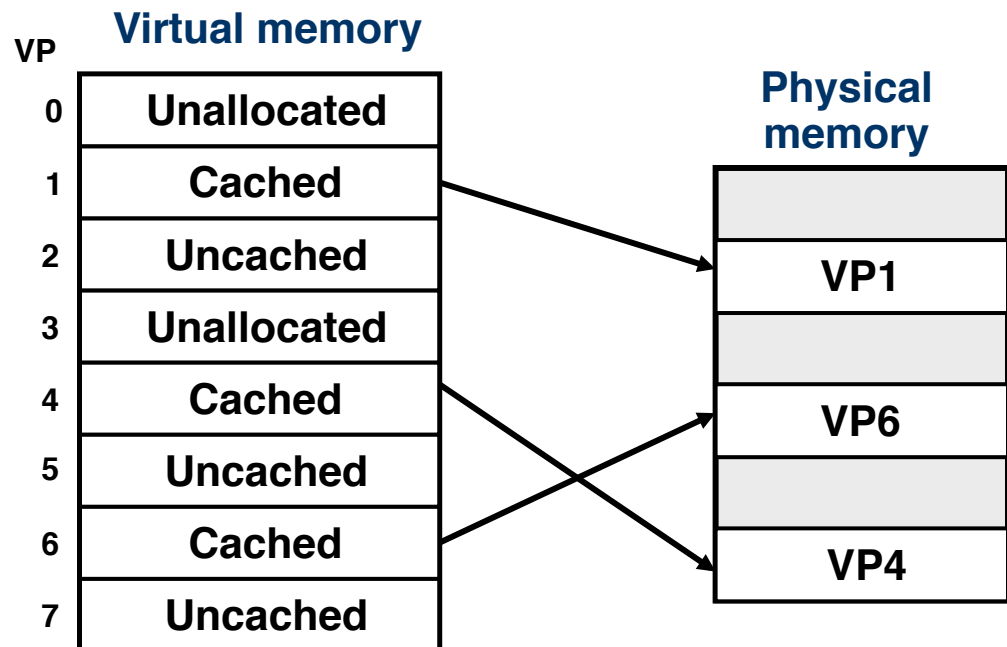 Virtual memory
VP
0 Unallocated
1 Cached
2 Uncached
3 Unallocated
4 Cached
5 Uncached
6 Cached
7 Uncached
Physical
memory
VP1
VP6
VP4